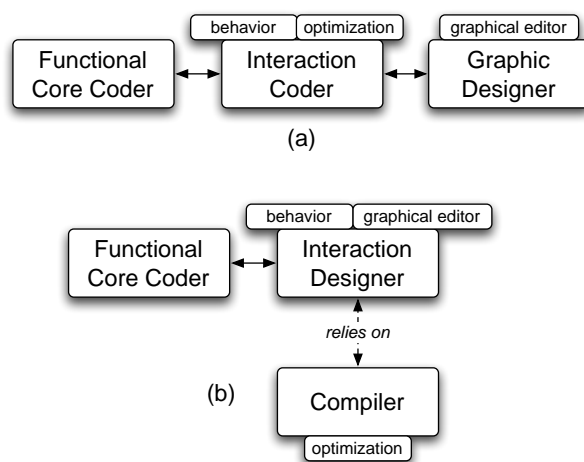 behavior optimization graphical editor
Functional Interaction Graphic
Core Coder Coder Designer
(a)
behavior graphical editor
Functional Interaction
Core Coder Designer
relies on
(b) Compiler
optimization